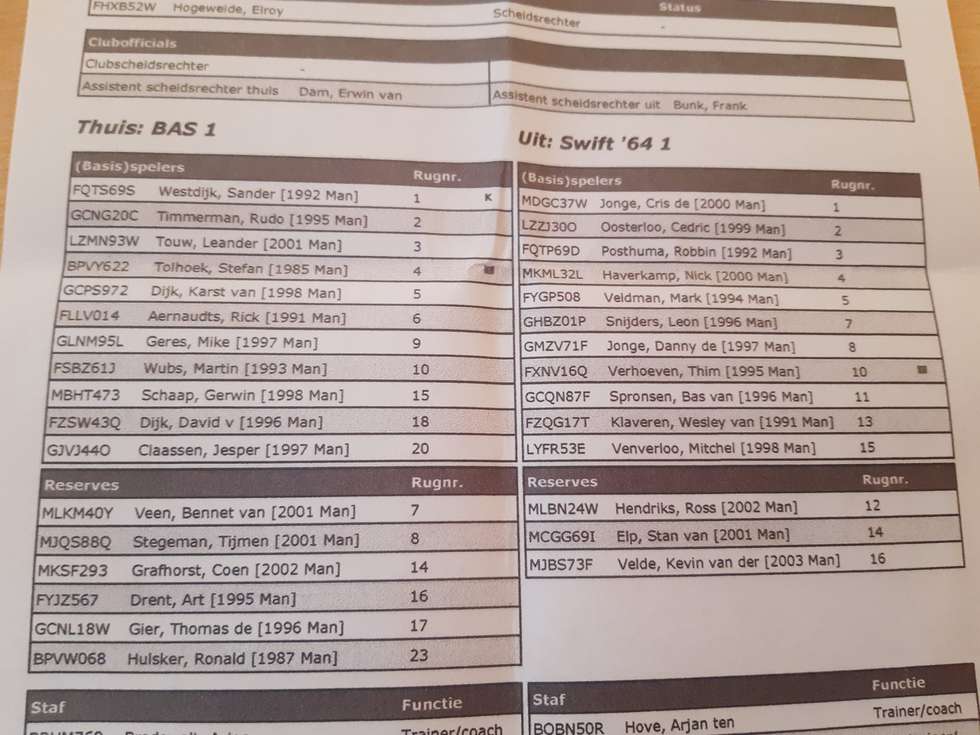 FHXB52W Hogeweide, Elroy Scheidsrechter Status -
Clubofficials
Clubscheidsrechter -
Assistent scheidsrechter thuis Dam, Erwin van
Assistent scheidsrechter uit Bunk, Frank
Thuis: BAS 1
(Basis)spelers Rugnr.
FQTS69S Westdijk, Sander [1992 Man] 1 K
GCNG20C Timmerman, Rudo [1995 Man] 2
LZMN93W Touw, Leander [2001 Man] 3
BPVY622 Tolhoek, Stefan [1985 Man] 4
GCPS972 Dijk, Karst van [1998 Man] 5
FLLV014 Aernaudts, Rick [1991 Man] 6
GLNM95L Geres, Mike [1997 Man] 9
FSBZ61J Wubs, Martin [1993 Man] 10
MBHT473 Schaap, Gerwin [1998 Man] 15
FZSW43Q Dijk, David v [1996 Man] 18
GJVJ44O Claassen, Jesper [1997 Man] 20
Reserves Rugnr.
MLKM40Y Veen, Bennet van [2001 Man] 7
MJQS88Q Stegeman, Tijmen [2001 Man] 8
MKSF293 Grafhorst, Coen [2002 Man] 14
FYJZ567 Drent, Art [1995 Man] 16
GCNL18W Gier, Thomas de [1996 Man] 17
BPVW068 Hulsker, Ronald [1987 Man] 23
Staf Functie
Trainer/coach
Uit: Swift '64 1
(Basis)spelers Rugnr.
MDGC37W Jonge, Cris de [2000 Man] 1
LZZJ30O Oosterloo, Cedric [1999 Man] 2
FQTP69D Posthuma, Robbin [1992 Man] 3
MKML32L Haverkamp, Nick [2000 Man] 4
FYGP508 Veldman, Mark [1994 Man] 5
GHBZ01P Snijders, Leon [1996 Man] 7
GMZV71F Jonge, Danny de [1997 Man] 8
FXNV16Q Verhoeven, Thim [1995 Man] 10
GCQN87F Spronsen, Bas van [1996 Man] 11
FZQG17T Klaveren, Wesley van [1991 Man] 13
LYFR53E Venverloo, Mitchel [1998 Man] 15
Reserves Rugnr.
MLBN24W Hendriks, Ross [2002 Man] 12
MCGG69I Elp, Stan van [2001 Man] 14
MJBS73F Velde, Kevin van der [2003 Man] 16
Staf Functie
BOBN50R Hove, Arjan ten Trainer/coach